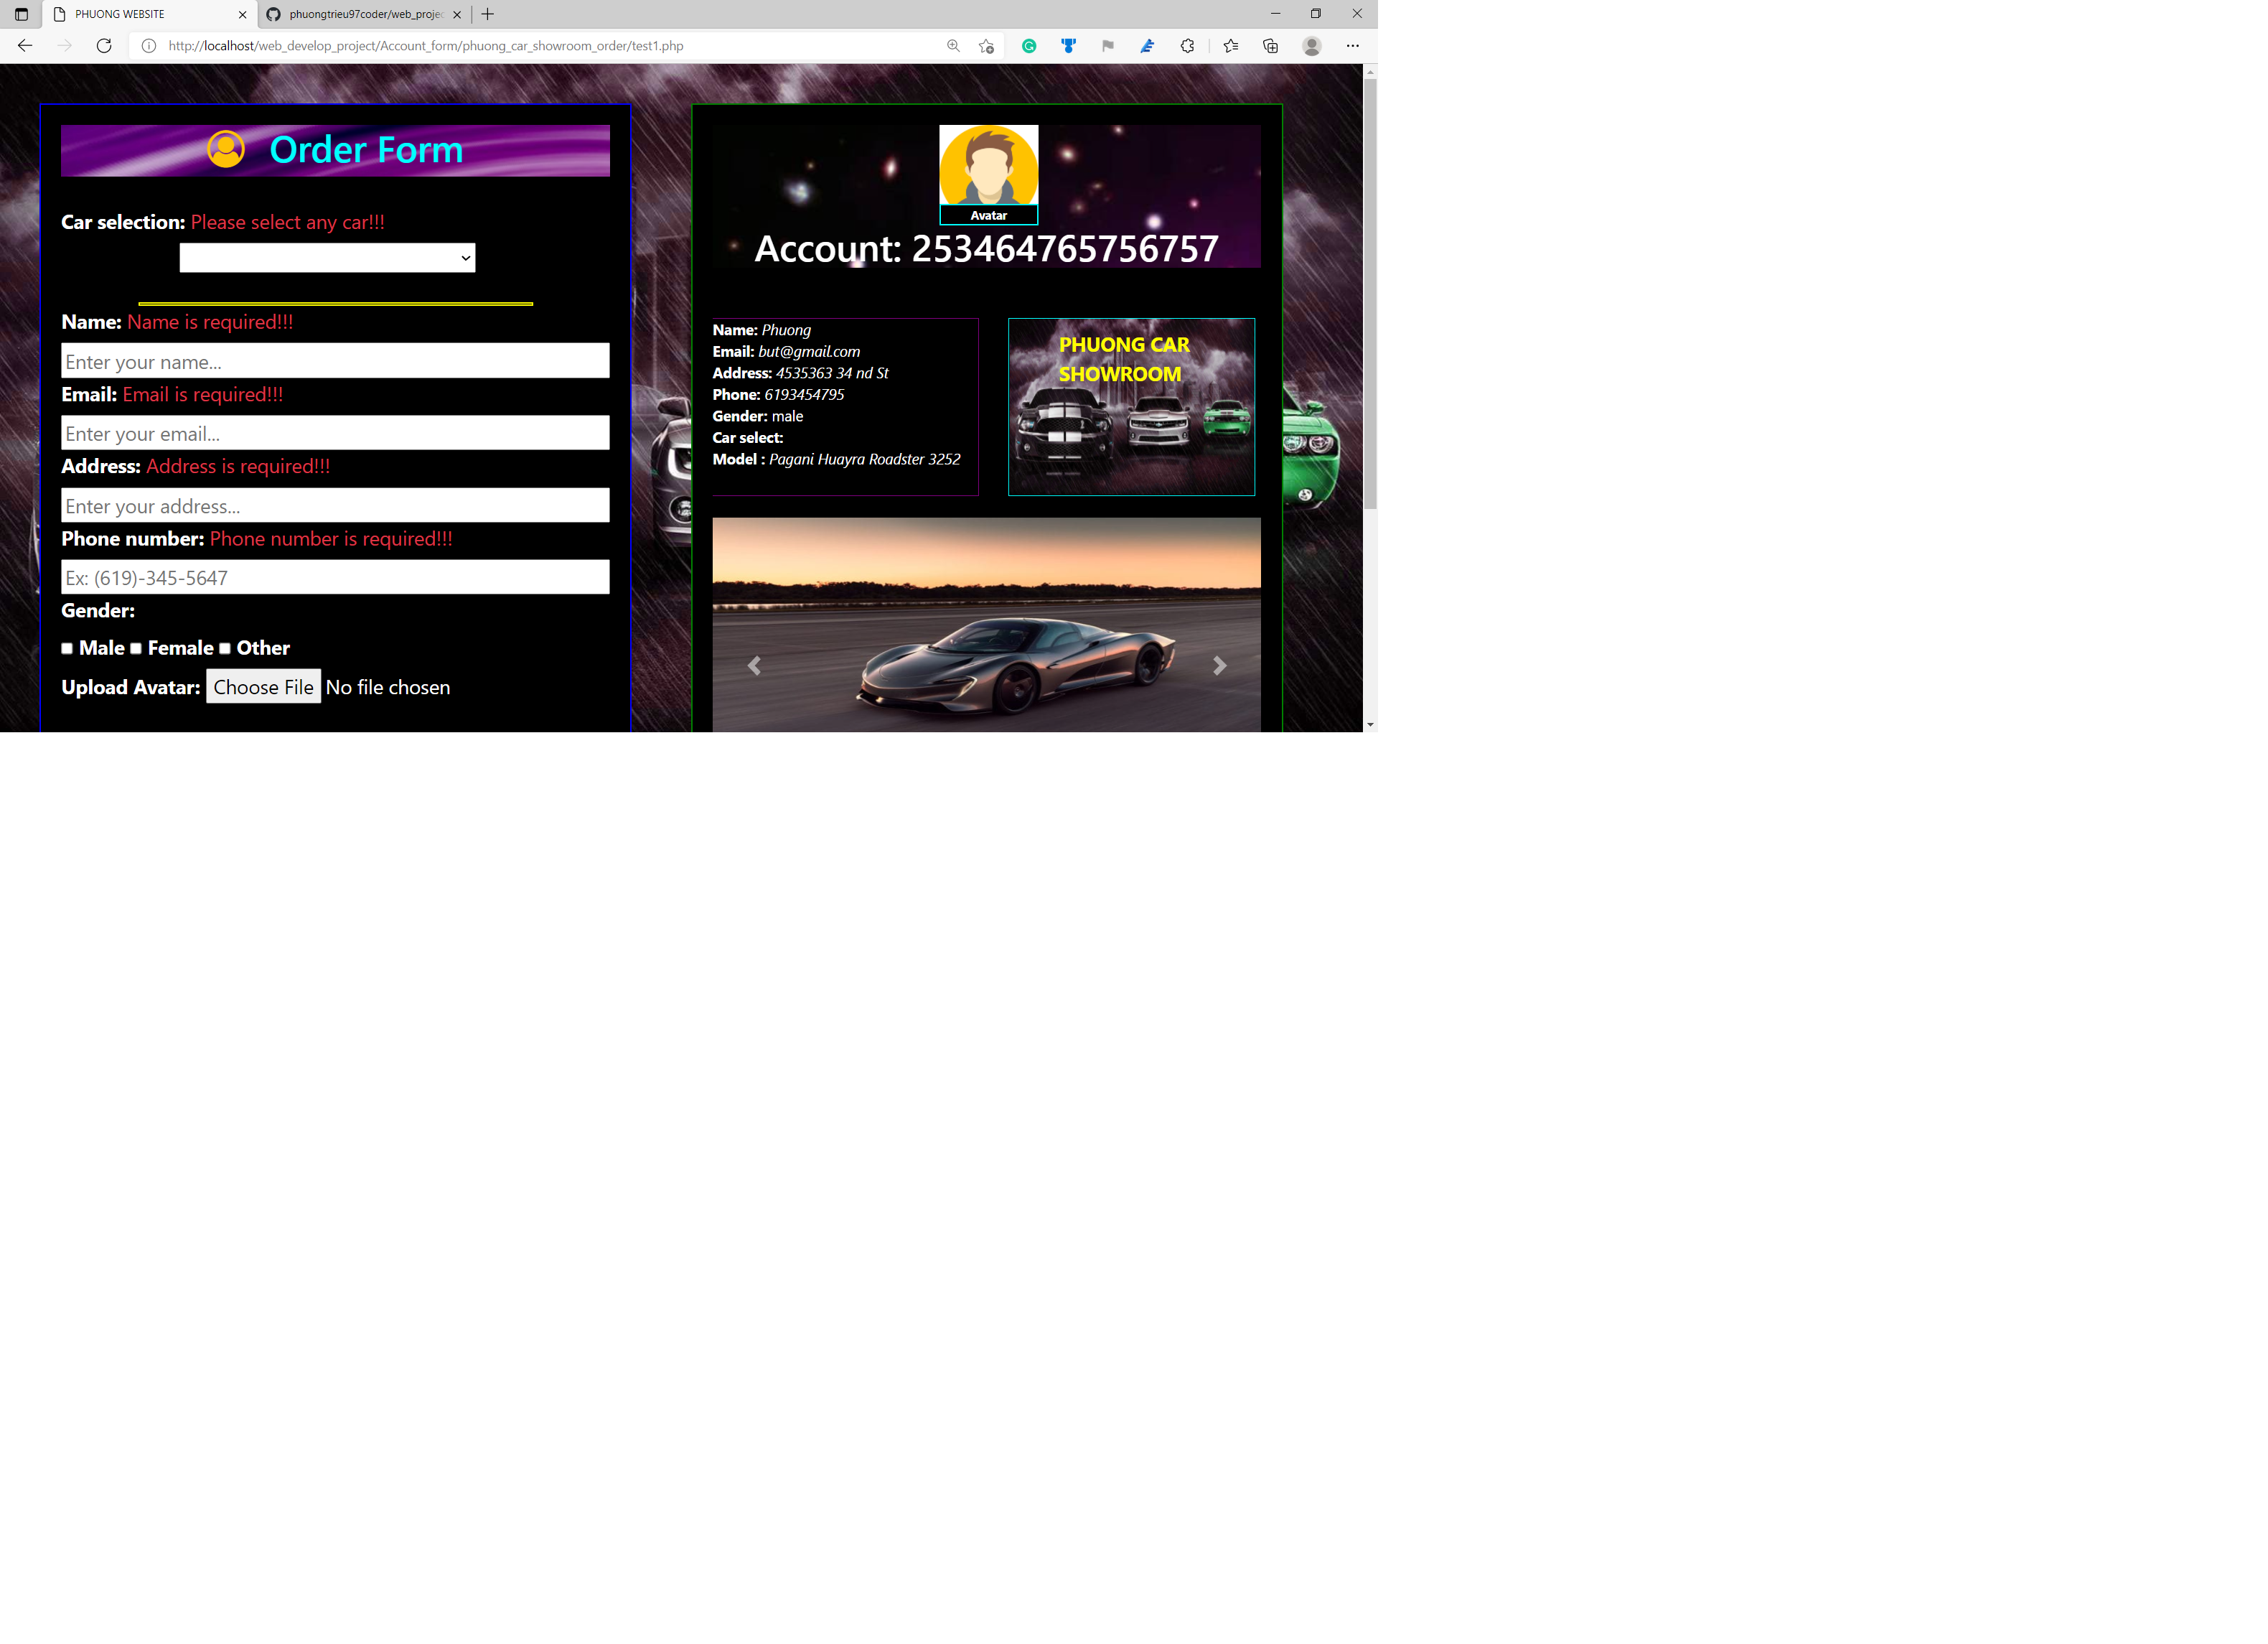 PHUONG WEBSITE
phuongtrieu97coder/web_projec
http://localhost/web_develop_project/Account_form/phuong_car_showroom_order/test1.php
Order Form
Car selection: Please select any car!!!
Name: Name is required!!!
Enter your name...
Email: Email is required!!!
Enter your email...
Address: Address is required!!!
Enter your address...
Phone number: Phone number is required!!!
Ex: (619)-345-5647
Gender:
Male Female Other
Upload Avatar: Choose File No file chosen
Avatar
Account: 253464765756757
Name: Phuong
Email: but@gmail.com
Address: 4535363 34 nd St
Phone: 6193454795
Gender: male
Car select:
Model : Pagani Huayra Roadster 3252
PHUONG CAR
SHOWROOM